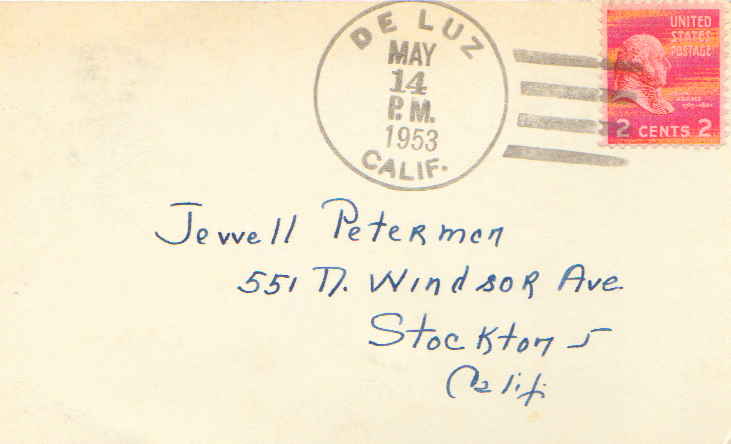 DE LUZ
MAY
14
P.M.
1953
CALIF.
UNITED
STATES
POSTAGE
ADAMS
2 CENTS 2
Jewell Peterman
551 N. Windsor Ave
Stockton 5
Calif.